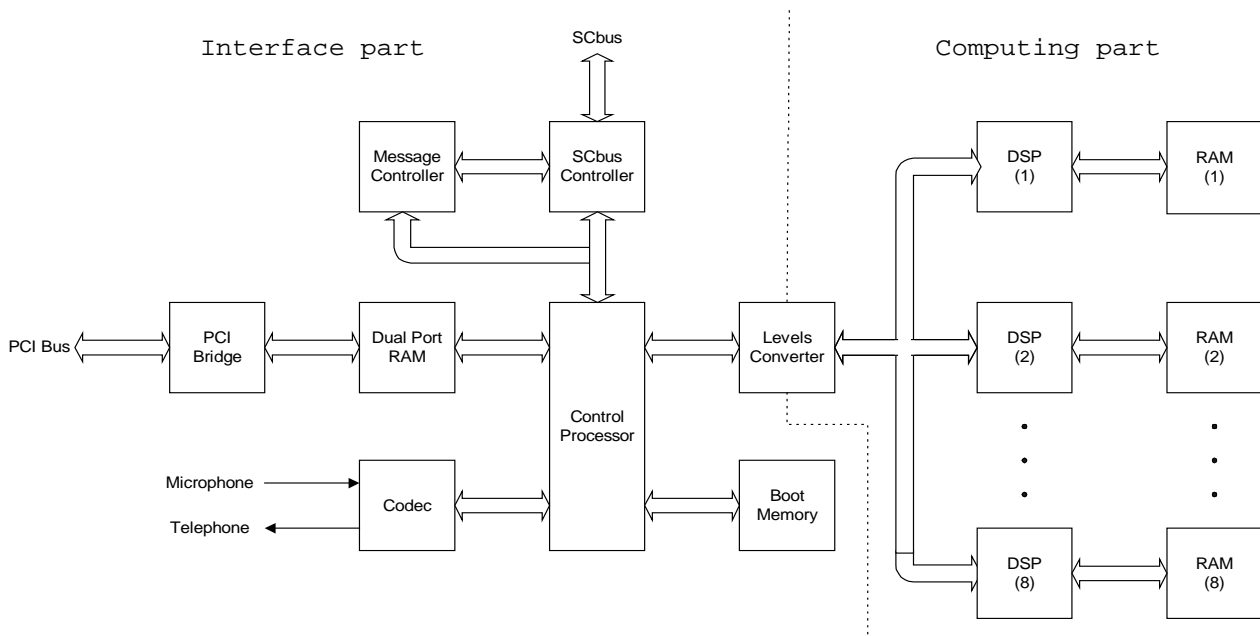 Interface part
SCbus
Computing part
Message
Controller
SCbus
Controller
DSP
(1)
RAM
(1)
PCI Bus
PCI
Bridge
Dual Port
RAM
Control
Processor
Levels
Converter
DSP
(2)
RAM
(2)
Microphone
Telephone
Codec
Boot
Memory
DSP
(8)
RAM
(8)